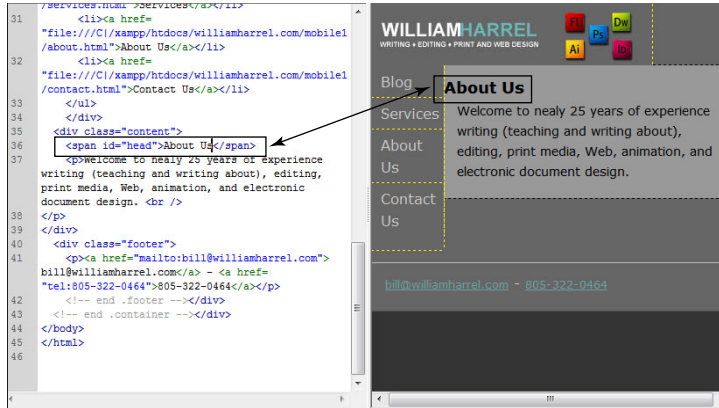 /services.html">Services</a></li>
31 <li><a href=
"file:///C|/xampp/htdocs/williamharrel.com/mobile1
/about.html">About Us</a></li>
32 <li><a href=
"file:///C|/xampp/htdocs/williamharrel.com/mobile1
/contact.html">Contact Us</a></li>
33 </ul>
34 </div>
35 <div class="content">
36 <span id="head">About Us</span>
37 <p>Welcome to nealy 25 years of experience
writing (teaching and writing about), editing,
print media, Web, animation, and electronic
document design. <br />
38 </p>
39 </div>
40 <div class="footer">
41 <p><a href="mailto:bill@williamharrel.com">
bill@williamharrel.com</a> - <a href=
"tel:805-322-0464">805-322-0464</a></p>
42 <!-- end .footer --></div>
43 <!-- end .container --></div>
44 </body>
45 </html>
46
WILLIAMHARREL
WRITING • EDITING • PRINT AND WEB DESIGN
Fl
Ps
Dw
Ai
Id
Blog
Services
About
Us
Contact
Us
About Us
Welcome to nealy 25 years of experience
writing (teaching and writing about),
editing, print media, Web, animation, and
electronic document design.
bill@williamharrel.com - 805-322-0464